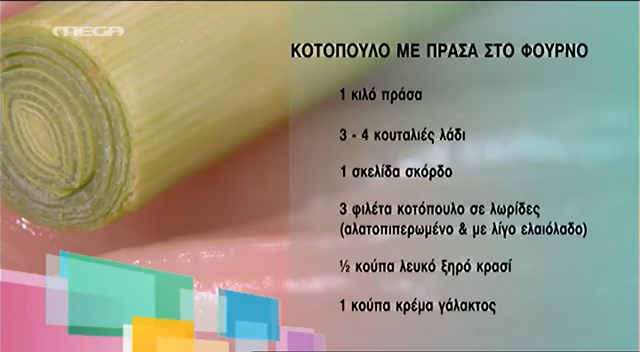 MEGA
ΚΟΤΟΠΟΥΛΟ ΜΕ ΠΡΑΣΑ ΣΤΟ ΦΟΥΡΝΟ
1 κιλό πράσα
3 - 4 κουταλιές λάδι
1 σκελίδα σκόρδο
3 φιλέτα κοτόπουλο σε λωρίδες
(αλατοπιπερωμένο & με λίγο ελαιόλαδο)
½ κούπα λευκό ξηρό κρασί
1 κούπα κρέμα γάλακτος